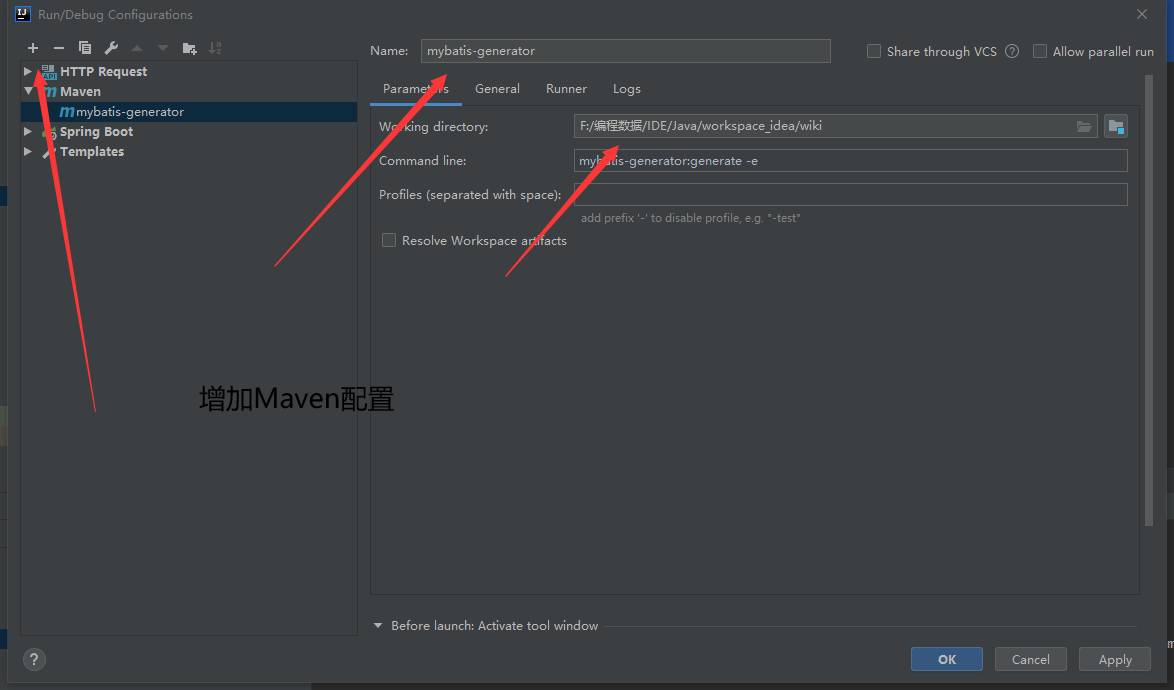 Run/Debug Configurations
HTTP Request
Maven
mybatis-generator
Spring Boot
Templates
Name: mybatis-generator
Share through VCS ?
Allow parallel run
Parameters General Runner Logs
Working directory: F:/编程数据/IDE/Java/workspace_idea/wiki
Command line: mybatis-generator:generate -e
Profiles (separated with space):
add prefix '-' to disable profile, e.g. "-test"
Resolve Workspace artifacts
增加Maven配置
Before launch: Activate tool window
? OK Cancel Apply